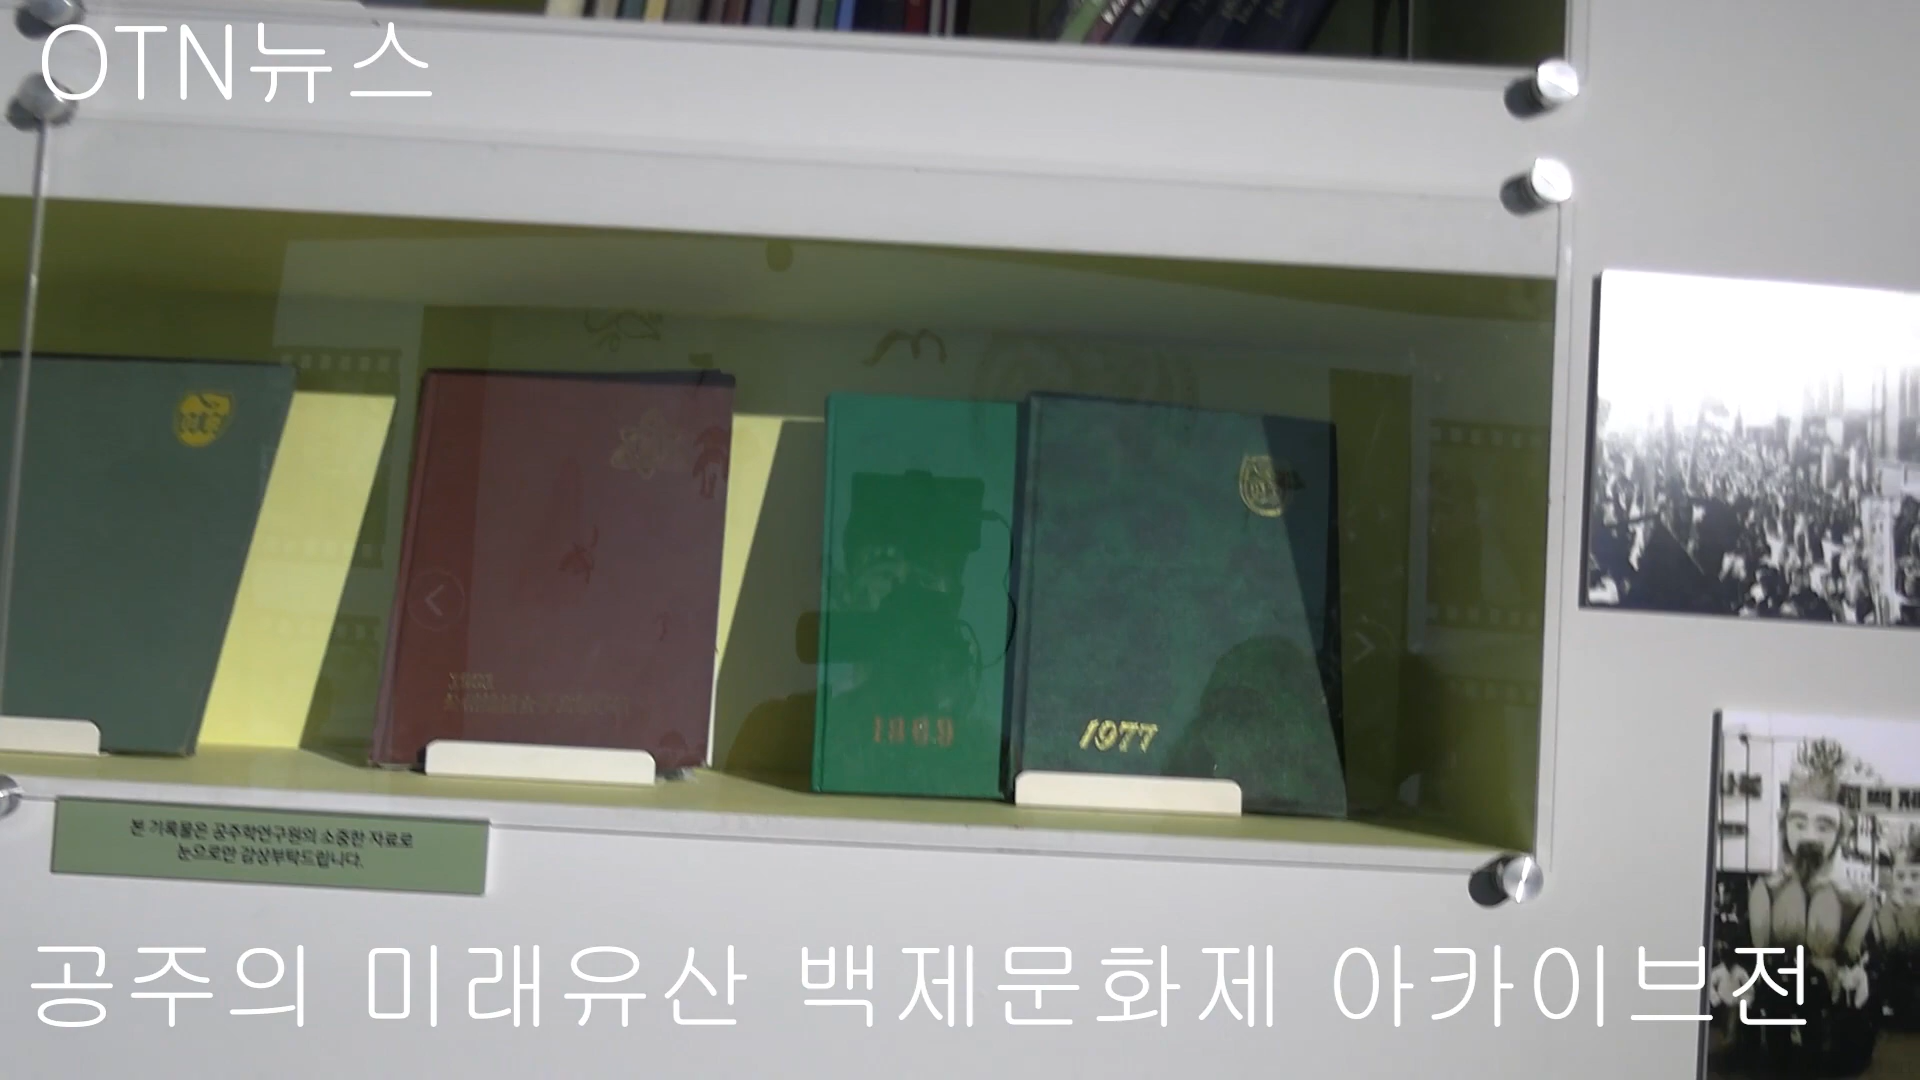 OTN뉴스
1977
본 기록물은 공주학연구원의 소중한 자료로
눈으로만 감상부탁드립니다.
공주의 미래유산 백제문화제 아카이브전